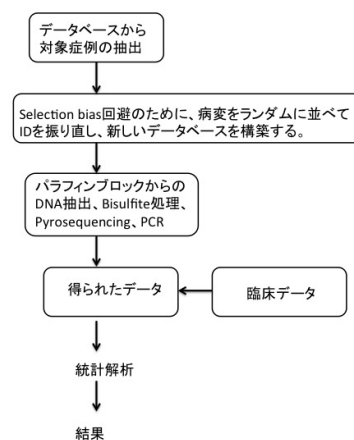 データベースから
対象症例の抽出
Selection bias回避のために、病変をランダムに並べて
IDを振り直し、新しいデータベースを構築する。
パラフィンブロックからの
DNA抽出、Bisulfite処理、
Pyrosequencing、PCR
得られたデータ
臨床データ
統計解析
結果